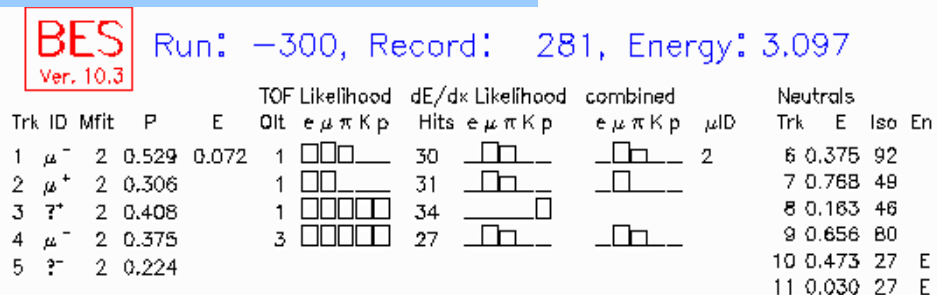 BES Run: -300, Record: 281, Energy: 3.097
Ver. 10.3
TOF Likelihood dE/dx Likelihood combined Neutrals
Trk ID Mfit P E Qlt e μ π K p Hits e μ π K p e μ π K p μID Trk E Iso En
1 μ⁻ 2 0.529 0.072 1 30 2 6 0.375 92
2 μ⁺ 2 0.306 1 31 7 0.768 49
3 ?⁺ 2 0.408 1 34 8 0.163 46
4 μ⁻ 2 0.375 3 27 9 0.656 80
5 ?⁻ 2 0.224 10 0.473 27 E
11 0.030 27 E